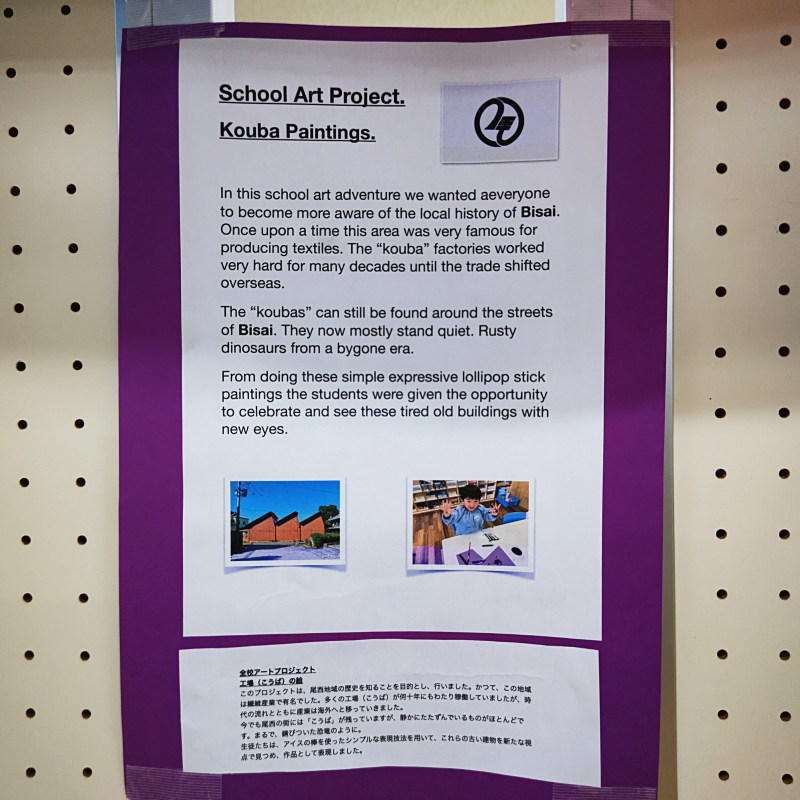 School Art Project.
Kouba Paintings.
In this school art adventure we wanted aeveryone
to become more aware of the local history of Bisai.
Once upon a time this area was very famous for
producing textiles. The “kouba” factories worked
very hard for many decades until the trade shifted
overseas.
The “koubas” can still be found around the streets
of Bisai. They now mostly stand quiet. Rusty
dinosaurs from a bygone era.
From doing these simple expressive lollipop stick
paintings the students were given the opportunity
to celebrate and see these tired old buildings with
new eyes.
全校アートプロジェクト
工場（こうば）の絵
このプロジェクトは、尾西地域の歴史を知ることを目的とし、行いました。かつて、この地域
は繊維産業で有名でした。多くの工場（こうば）が何十年にもわたり稼働していましたが、時
代の流れとともに産業は海外へと移っていきました。
今でも尾西の街には「こうば」が残っていますが、静かにたたずんでいるものがほとんどで
す。まるで、錆びついた恐竜のように。
生徒たちは、アイスの棒を使ったシンプルな表現技法を用いて、これらの古い建物を新たな視
点で見つめ、作品として表現しました。